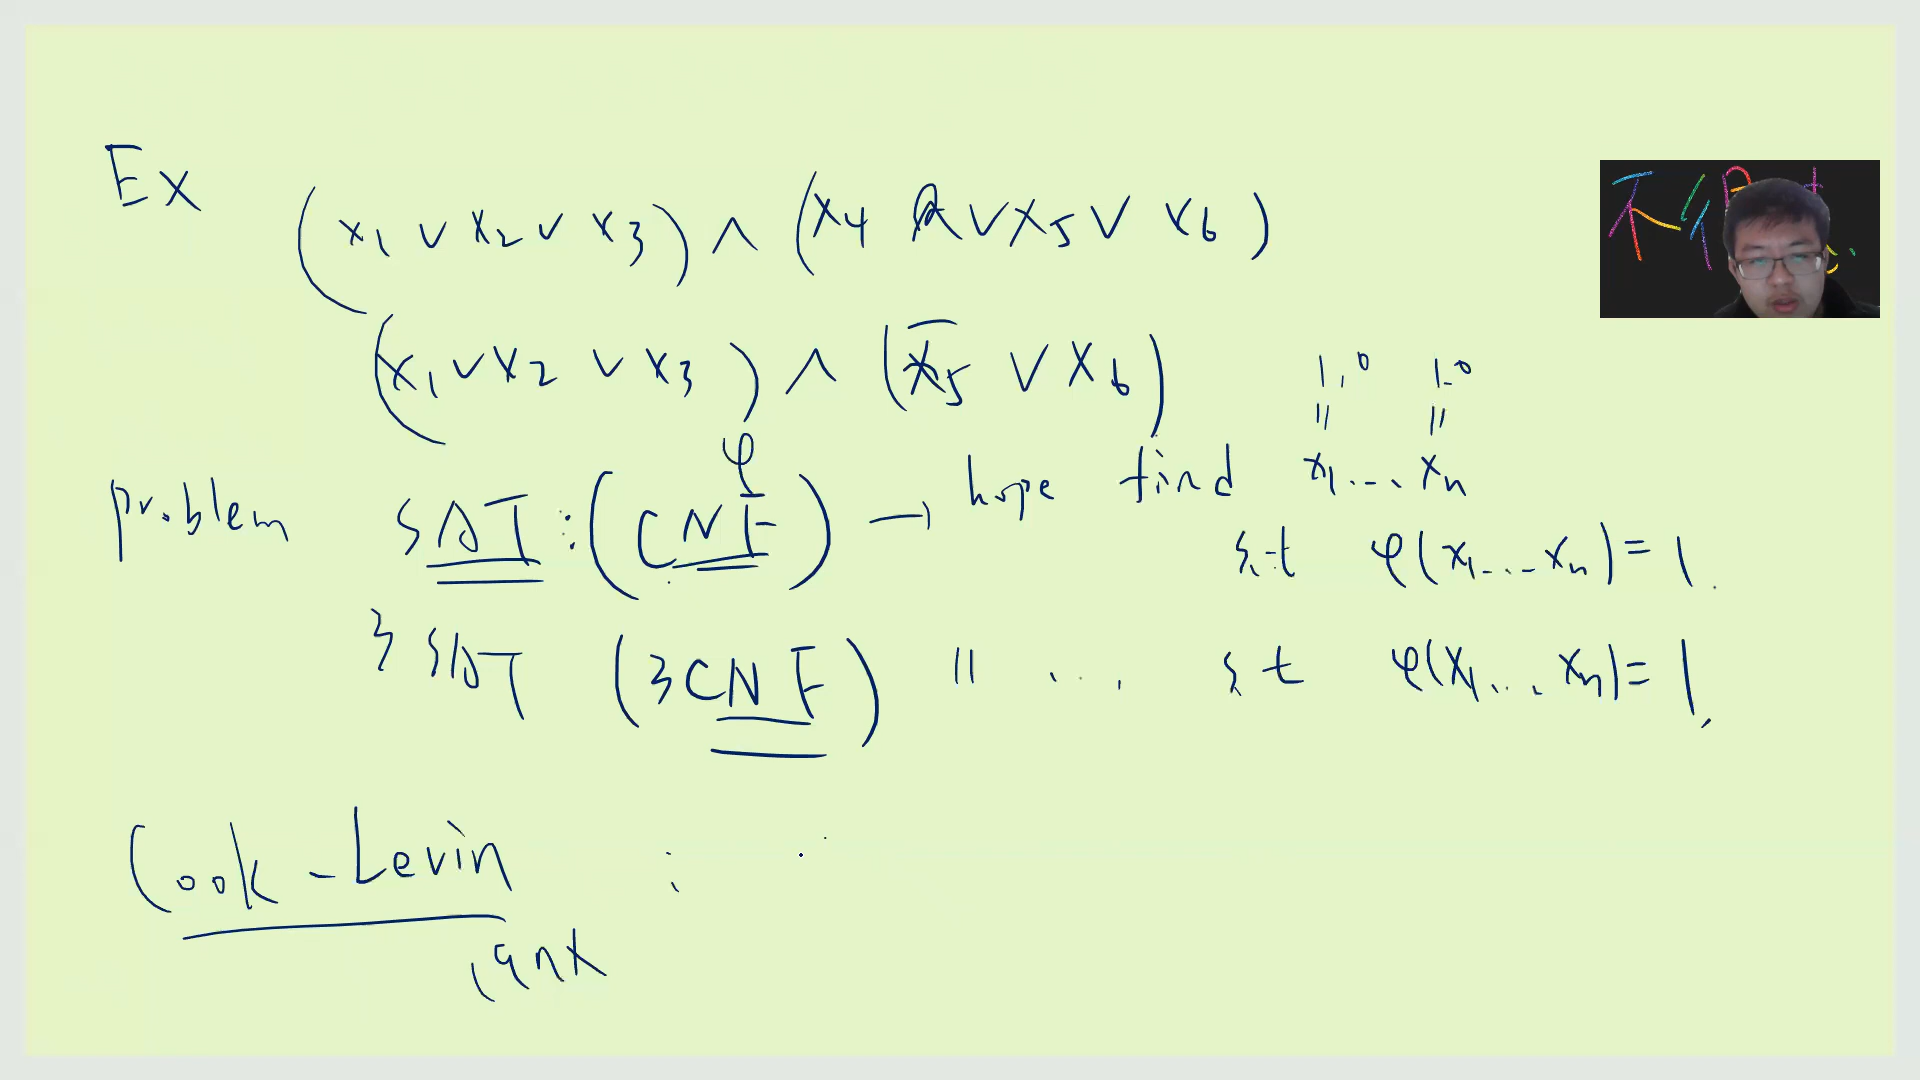 Ex
(x1 ∨ x2 ∨ x3) ∧ (x4 ∨ x5 ∨ x6)
(x1 ∨ x2 ∨ x3) ∧ (x̅5 ∨ x6)
1,0 1.0
" "
φ
problem SAT : (CNF) → hope find x1...xn
s.t φ(x1...xn) = 1.
3 SAT (3CNF) " ... s t φ(x1...xn) = 1.
Cook-Levin :